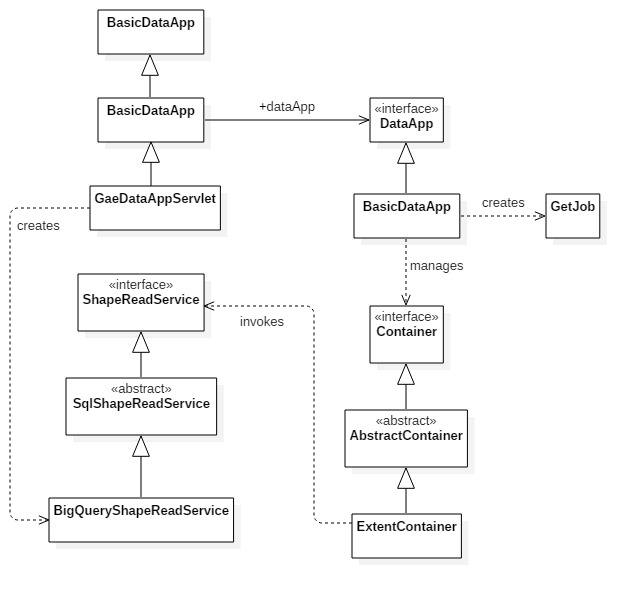 BasicDataApp
BasicDataApp
+dataApp
«interface»
DataApp
GaeDataAppServlet
BasicDataApp
creates
GetJob
creates
manages
«interface»
ShapeReadService
invokes
«interface»
Container
«abstract»
SqlShapeReadService
«abstract»
AbstractContainer
BigQueryShapeReadService
ExtentContainer